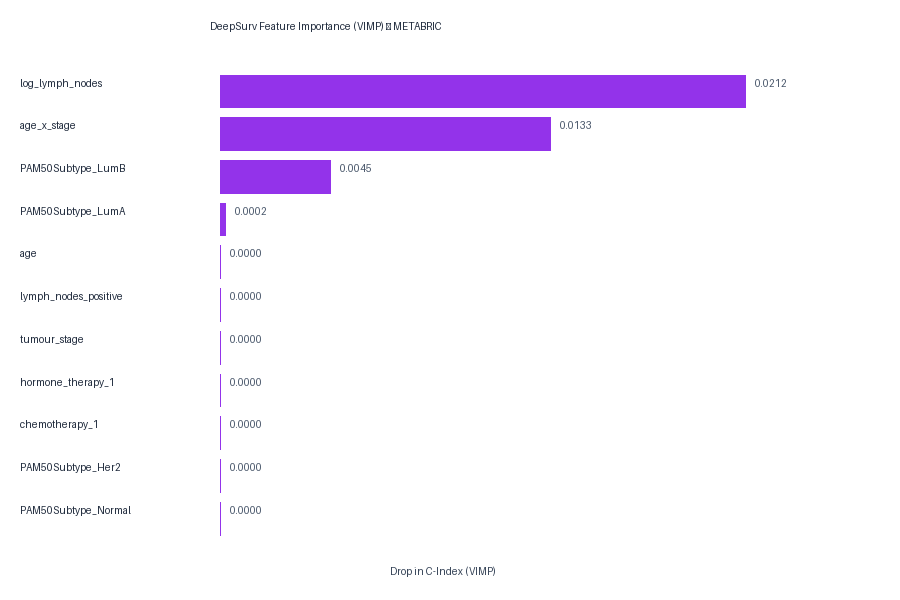 DeepSurv Feature Importance (VIMP) METABRIC
log_lymph_nodes 0.0212
age_x_stage 0.0133
PAM50Subtype_LumB 0.0045
PAM50Subtype_LumA 0.0002
age 0.0000
lymph_nodes_positive 0.0000
tumour_stage 0.0000
hormone_therapy_1 0.0000
chemotherapy_1 0.0000
PAM50Subtype_Her2 0.0000
PAM50Subtype_Normal 0.0000
Drop in C-Index (VIMP)